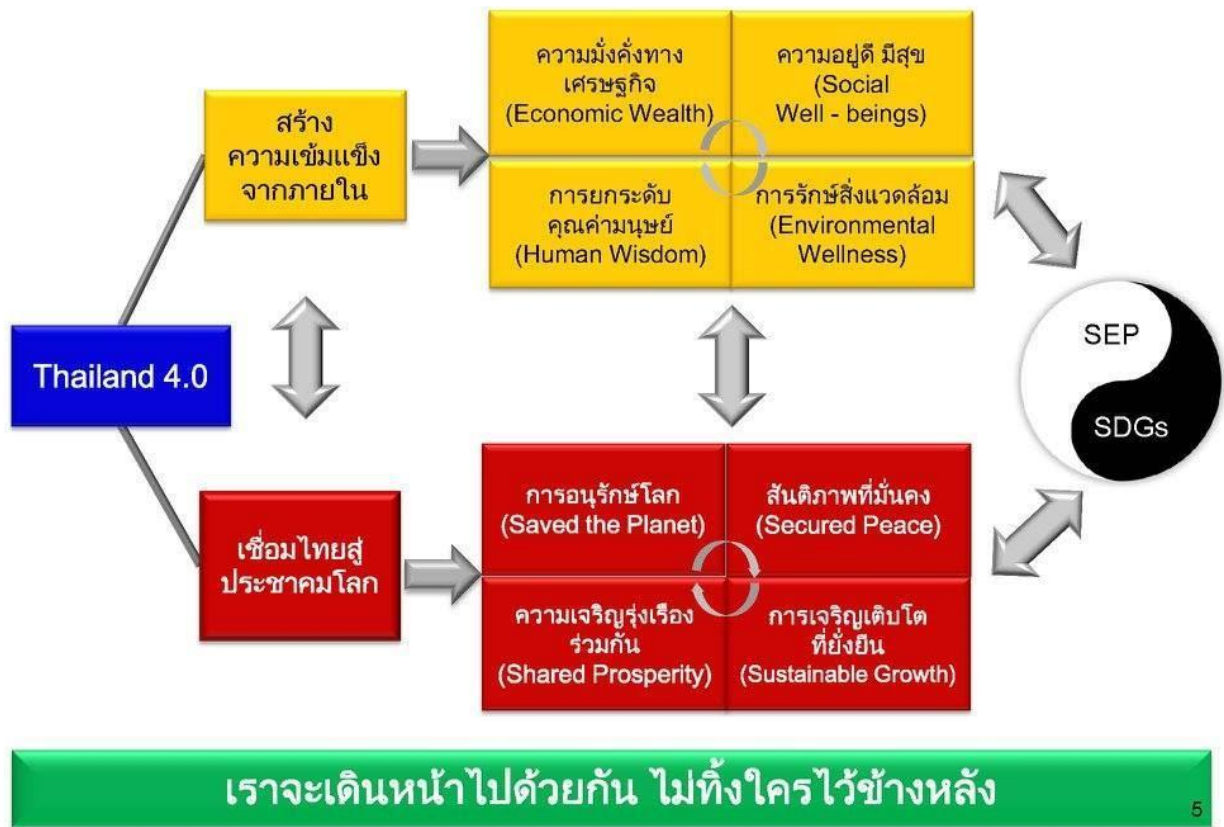 ความมั่งคั่งทาง
เศรษฐกิจ
(Economic Wealth)
ความอยู่ดี มีสุข
(Social
Well - beings)
สร้าง
ความเข้มแข็ง
จากภายใน
การยกระดับ
คุณค่ามนุษย์
(Human Wisdom)
การรักษ์สิ่งแวดล้อม
(Environmental
Wellness)
Thailand 4.0
SEP
SDGs
เชื่อมไทยสู่
ประชาคมโลก
การอนุรักษ์โลก
(Saved the Planet)
สันติภาพที่มั่นคง
(Secured Peace)
ความเจริญรุ่งเรือง
ร่วมกัน
(Shared Prosperity)
การเจริญเติบโต
ที่ยั่งยืน
(Sustainable Growth)
เราจะเดินหน้าไปด้วยกัน ไม่ทิ้งใครไว้ข้างหลัง
5